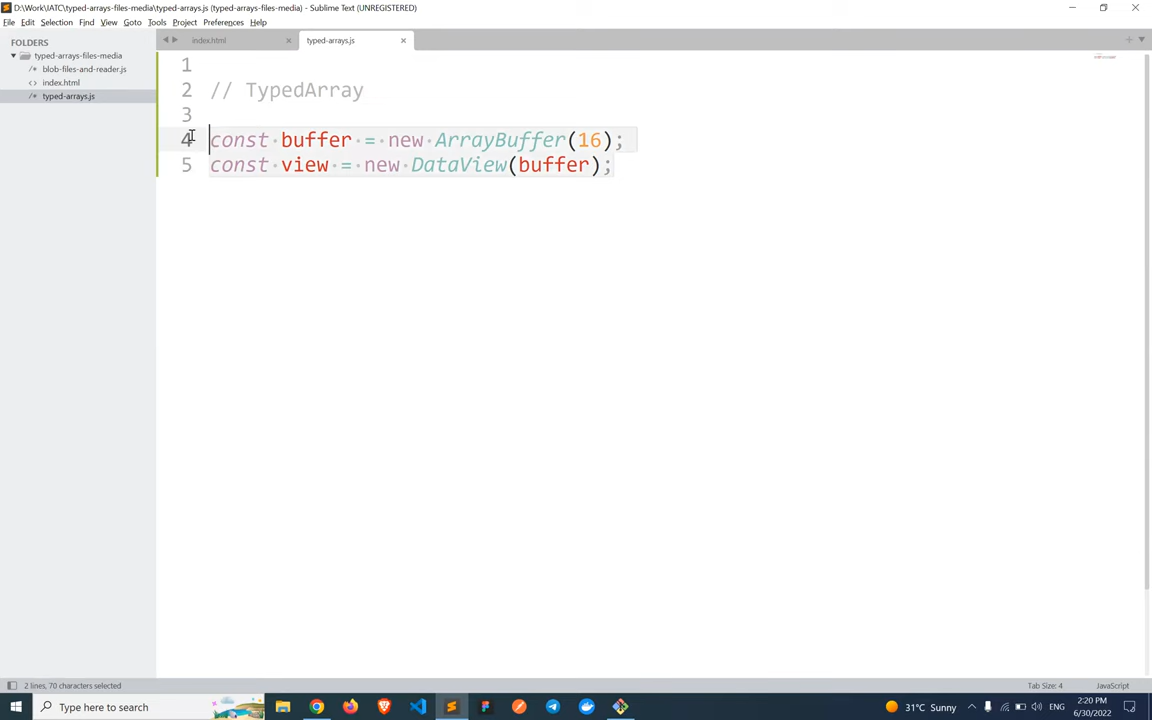 D:\Work\IATC\typed-arrays-files-media\typed-arrays.js (typed-arrays-files-media) - Sublime Text (UNREGISTERED)
File Edit Selection Find View Goto Tools Project Preferences Help
FOLDERS
typed-arrays-files-media
/* blob-files-and-reader.js
<> index.html
/* typed-arrays.js
index.html
typed-arrays.js
1
2 // TypedArray
3
4 const buffer = new ArrayBuffer(16);
5 const view = new DataView(buffer);
2 lines, 70 characters selected
Tab Size: 4
JavaScript
Type here to search
31°C Sunny
ENG
2:20 PM
6/30/2022